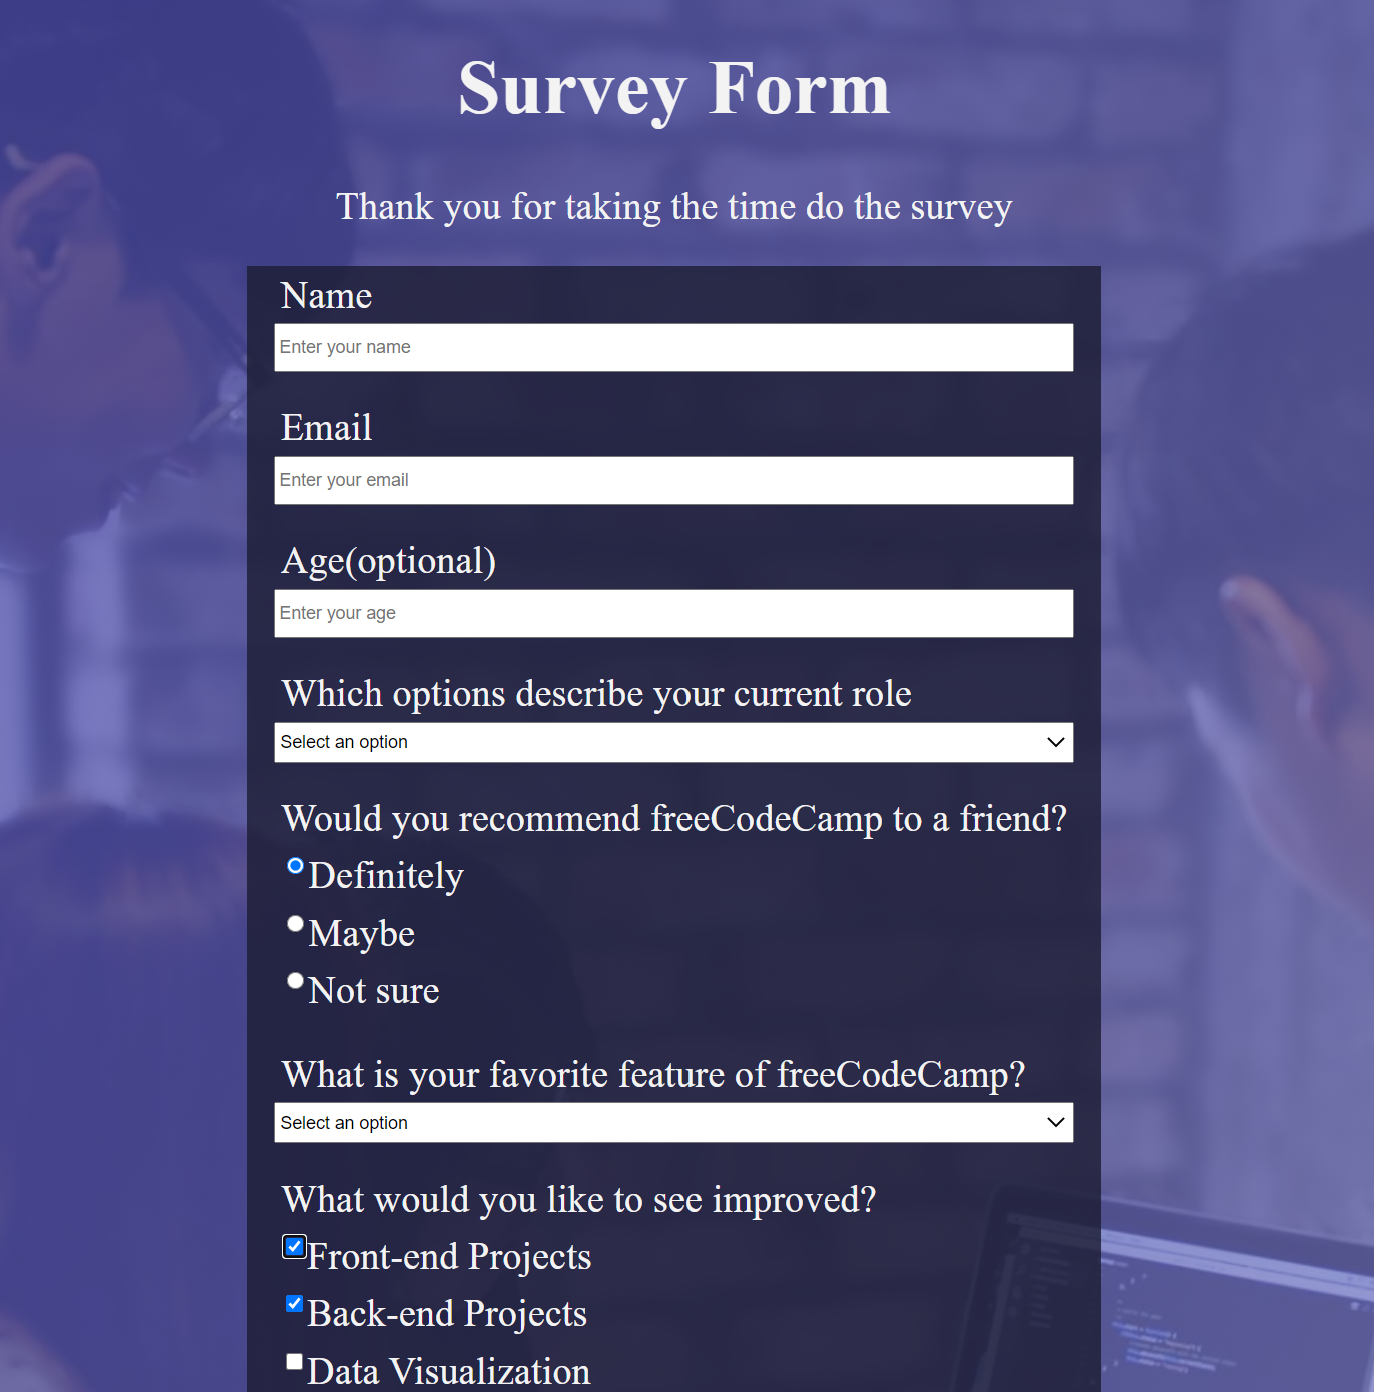 Survey Form
Thank you for taking the time do the survey
Name
Enter your name
Email
Enter your email
Age(optional)
Enter your age
Which options describe your current role
Select an option
Would you recommend freeCodeCamp to a friend?
Definitely
Maybe
Not sure
What is your favorite feature of freeCodeCamp?
Select an option
What would you like to see improved?
Front-end Projects
Back-end Projects
Data Visualization